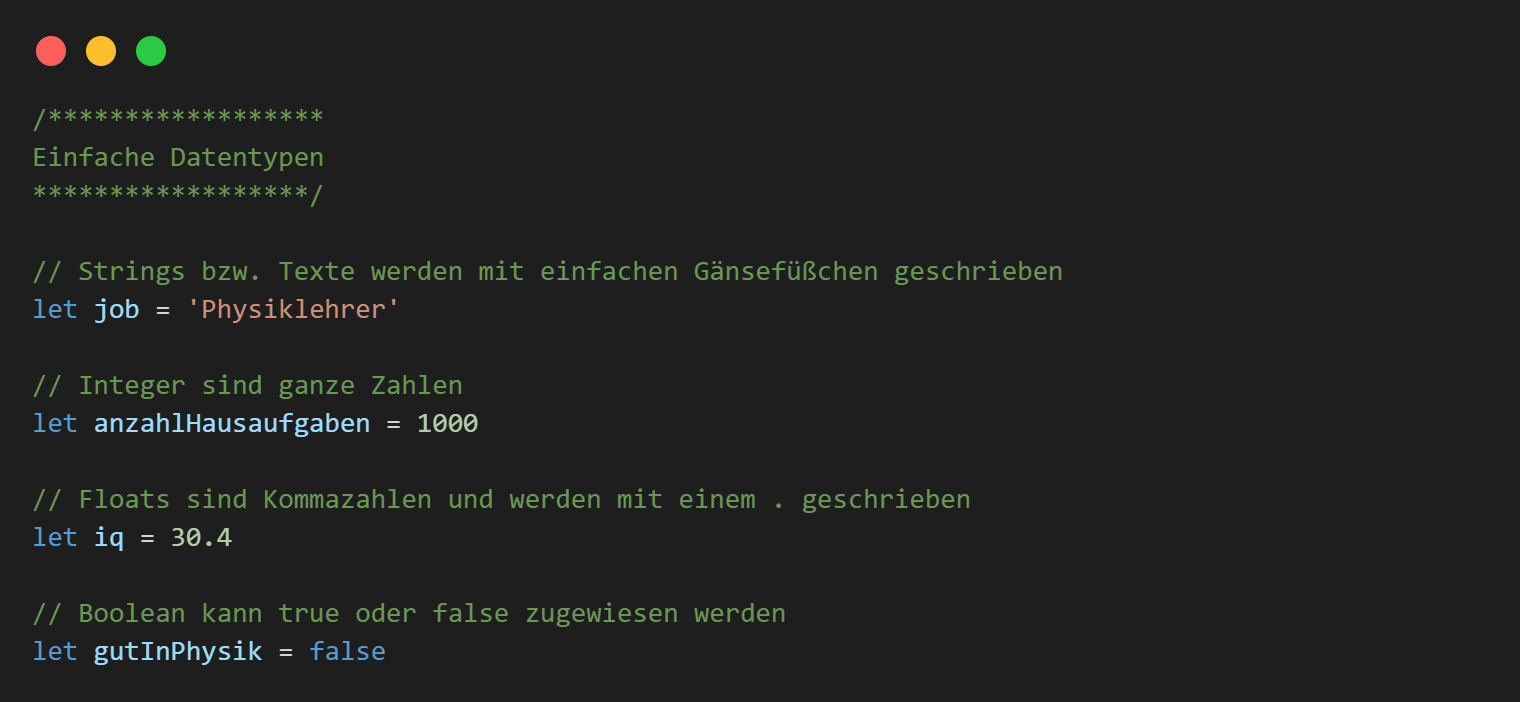 /******************
Einfache Datentypen
******************/
// Strings bzw. Texte werden mit einfachen Gänsefüßchen geschrieben
let job = 'Physiklehrer'
// Integer sind ganze Zahlen
let anzahlHausaufgaben = 1000
// Floats sind Kommazahlen und werden mit einem . geschrieben
let iq = 30.4
// Boolean kann true oder false zugewiesen werden
let gutInPhysik = false